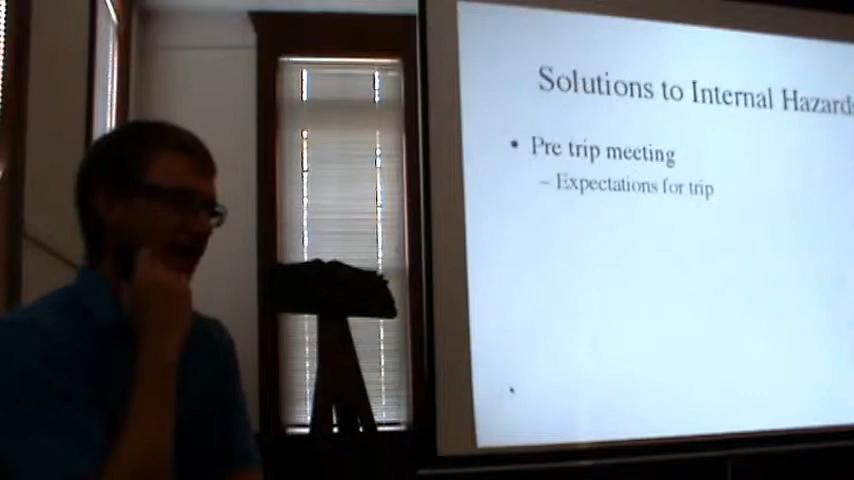 Solutions to Internal Hazards
• Pre trip meeting
– Expectations for trip